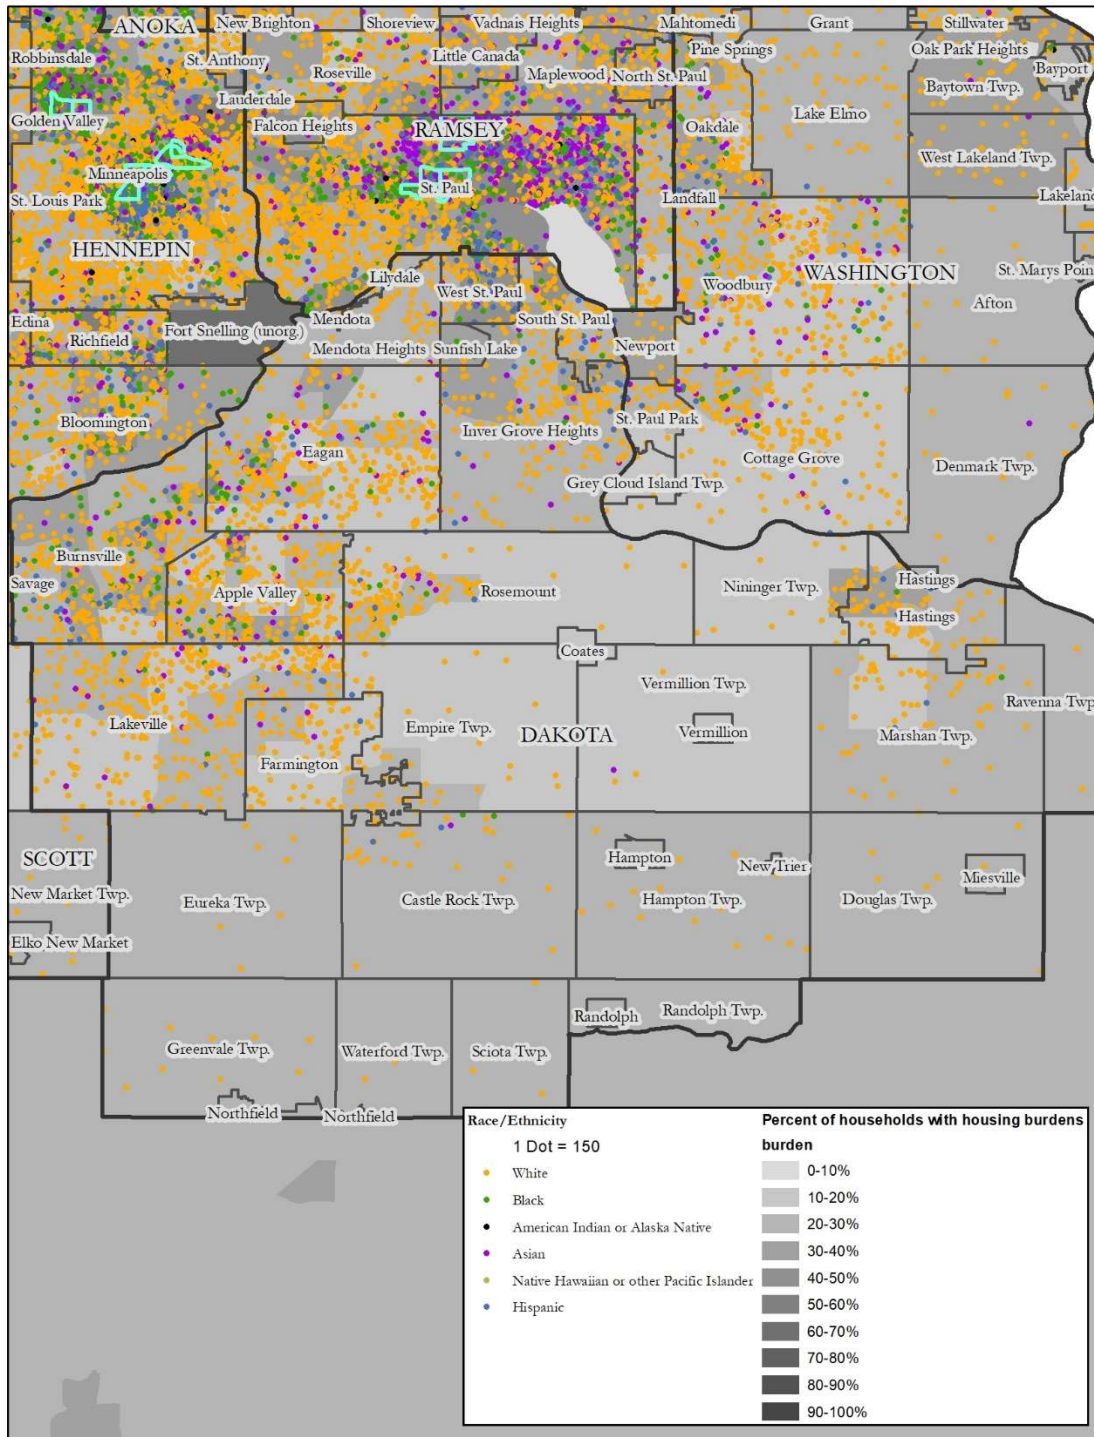 ANOKA
New Brighton
Shoreview
Vadnais Heights
Mahtomedi
Grant
Stillwater
Robbinsdale
St. Anthony
Roseville
Little Canada
Maplewood
North St. Paul
Pine Springs
Oak Park Heights
Bayport
Baytown Twp.
Lauderdale
Lake Elmo
Golden Valley
Falcon Heights
RAMSEY
Oakdale
West Lakeland Twp.
Minneapolis
St. Paul
St. Louis Park
Landfall
Lakeland
HENNEPIN
Lilydale
West St. Paul
Woodbury
WASHINGTON
St. Marys Poin
Afton
Edina
Richfield
Fort Snelling (unorg.)
Mendota
South St. Paul
Mendota Heights
Sunfish Lake
Newport
Bloomington
Eagan
Inver Grove Heights
St. Paul Park
Cottage Grove
Denmark Twp.
Grey Cloud Island Twp.
Burnsville
Savage
Apple Valley
Rosemount
Nininger Twp.
Hastings
Hastings
Coates
Vermillion Twp.
Ravenna Twp
Lakeville
Empire Twp.
DAKOTA
Vermillion
Marshan Twp.
Farmington
SCOTT
New Market Twp.
Eureka Twp.
Castle Rock Twp.
Hampton
New Trier
Hampton Twp.
Douglas Twp.
Miesville
Elko New Market
Randolph
Randolph Twp.
Greenvale Twp.
Waterford Twp.
Sciota Twp.
Northfield
Northfield
Race/Ethnicity
1 Dot = 150
White
Black
American Indian or Alaska Native
Asian
Native Hawaiian or other Pacific Islander
Hispanic
Percent of households with housing burdens
burden
0-10%
10-20%
20-30%
30-40%
40-50%
50-60%
60-70%
70-80%
80-90%
90-100%